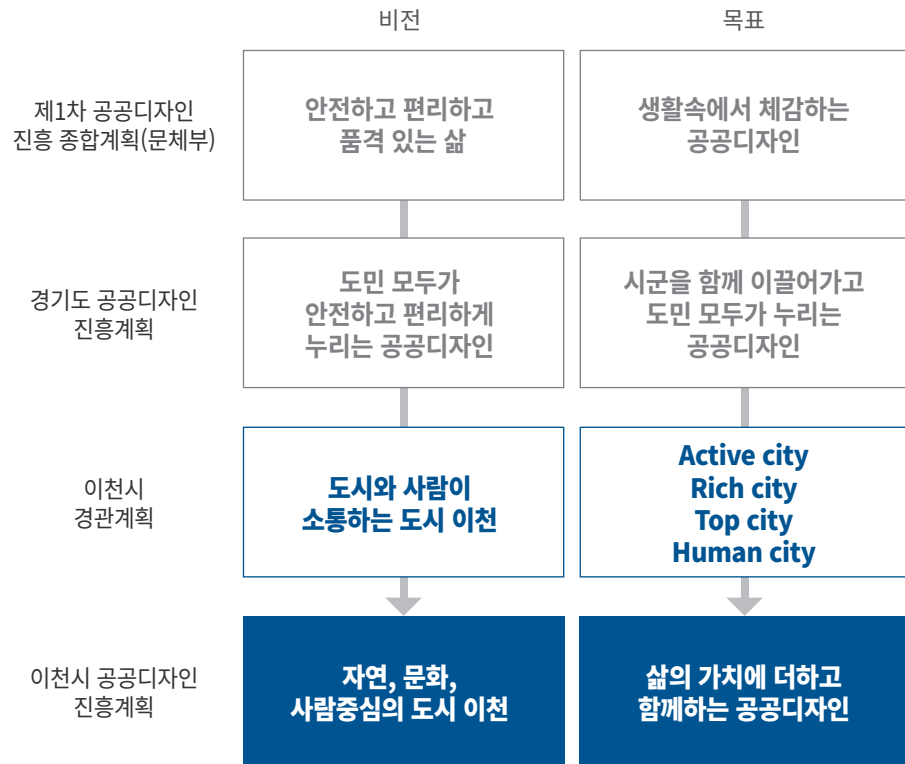 비전
목표
제1차 공공디자인
진흥 종합계획(문체부)
안전하고 편리하고
품격 있는 삶
생활속에서 체감하는
공공디자인
경기도 공공디자인
진흥계획
도민 모두가
안전하고 편리하게
누리는 공공디자인
시군을 함께 이끌어가고
도민 모두가 누리는
공공디자인
이천시
경관계획
도시와 사람이
소통하는 도시 이천
Active city
Rich city
Top city
Human city
이천시 공공디자인
진흥계획
자연, 문화,
사람중심의 도시 이천
삶의 가치에 더하고
함께하는 공공디자인